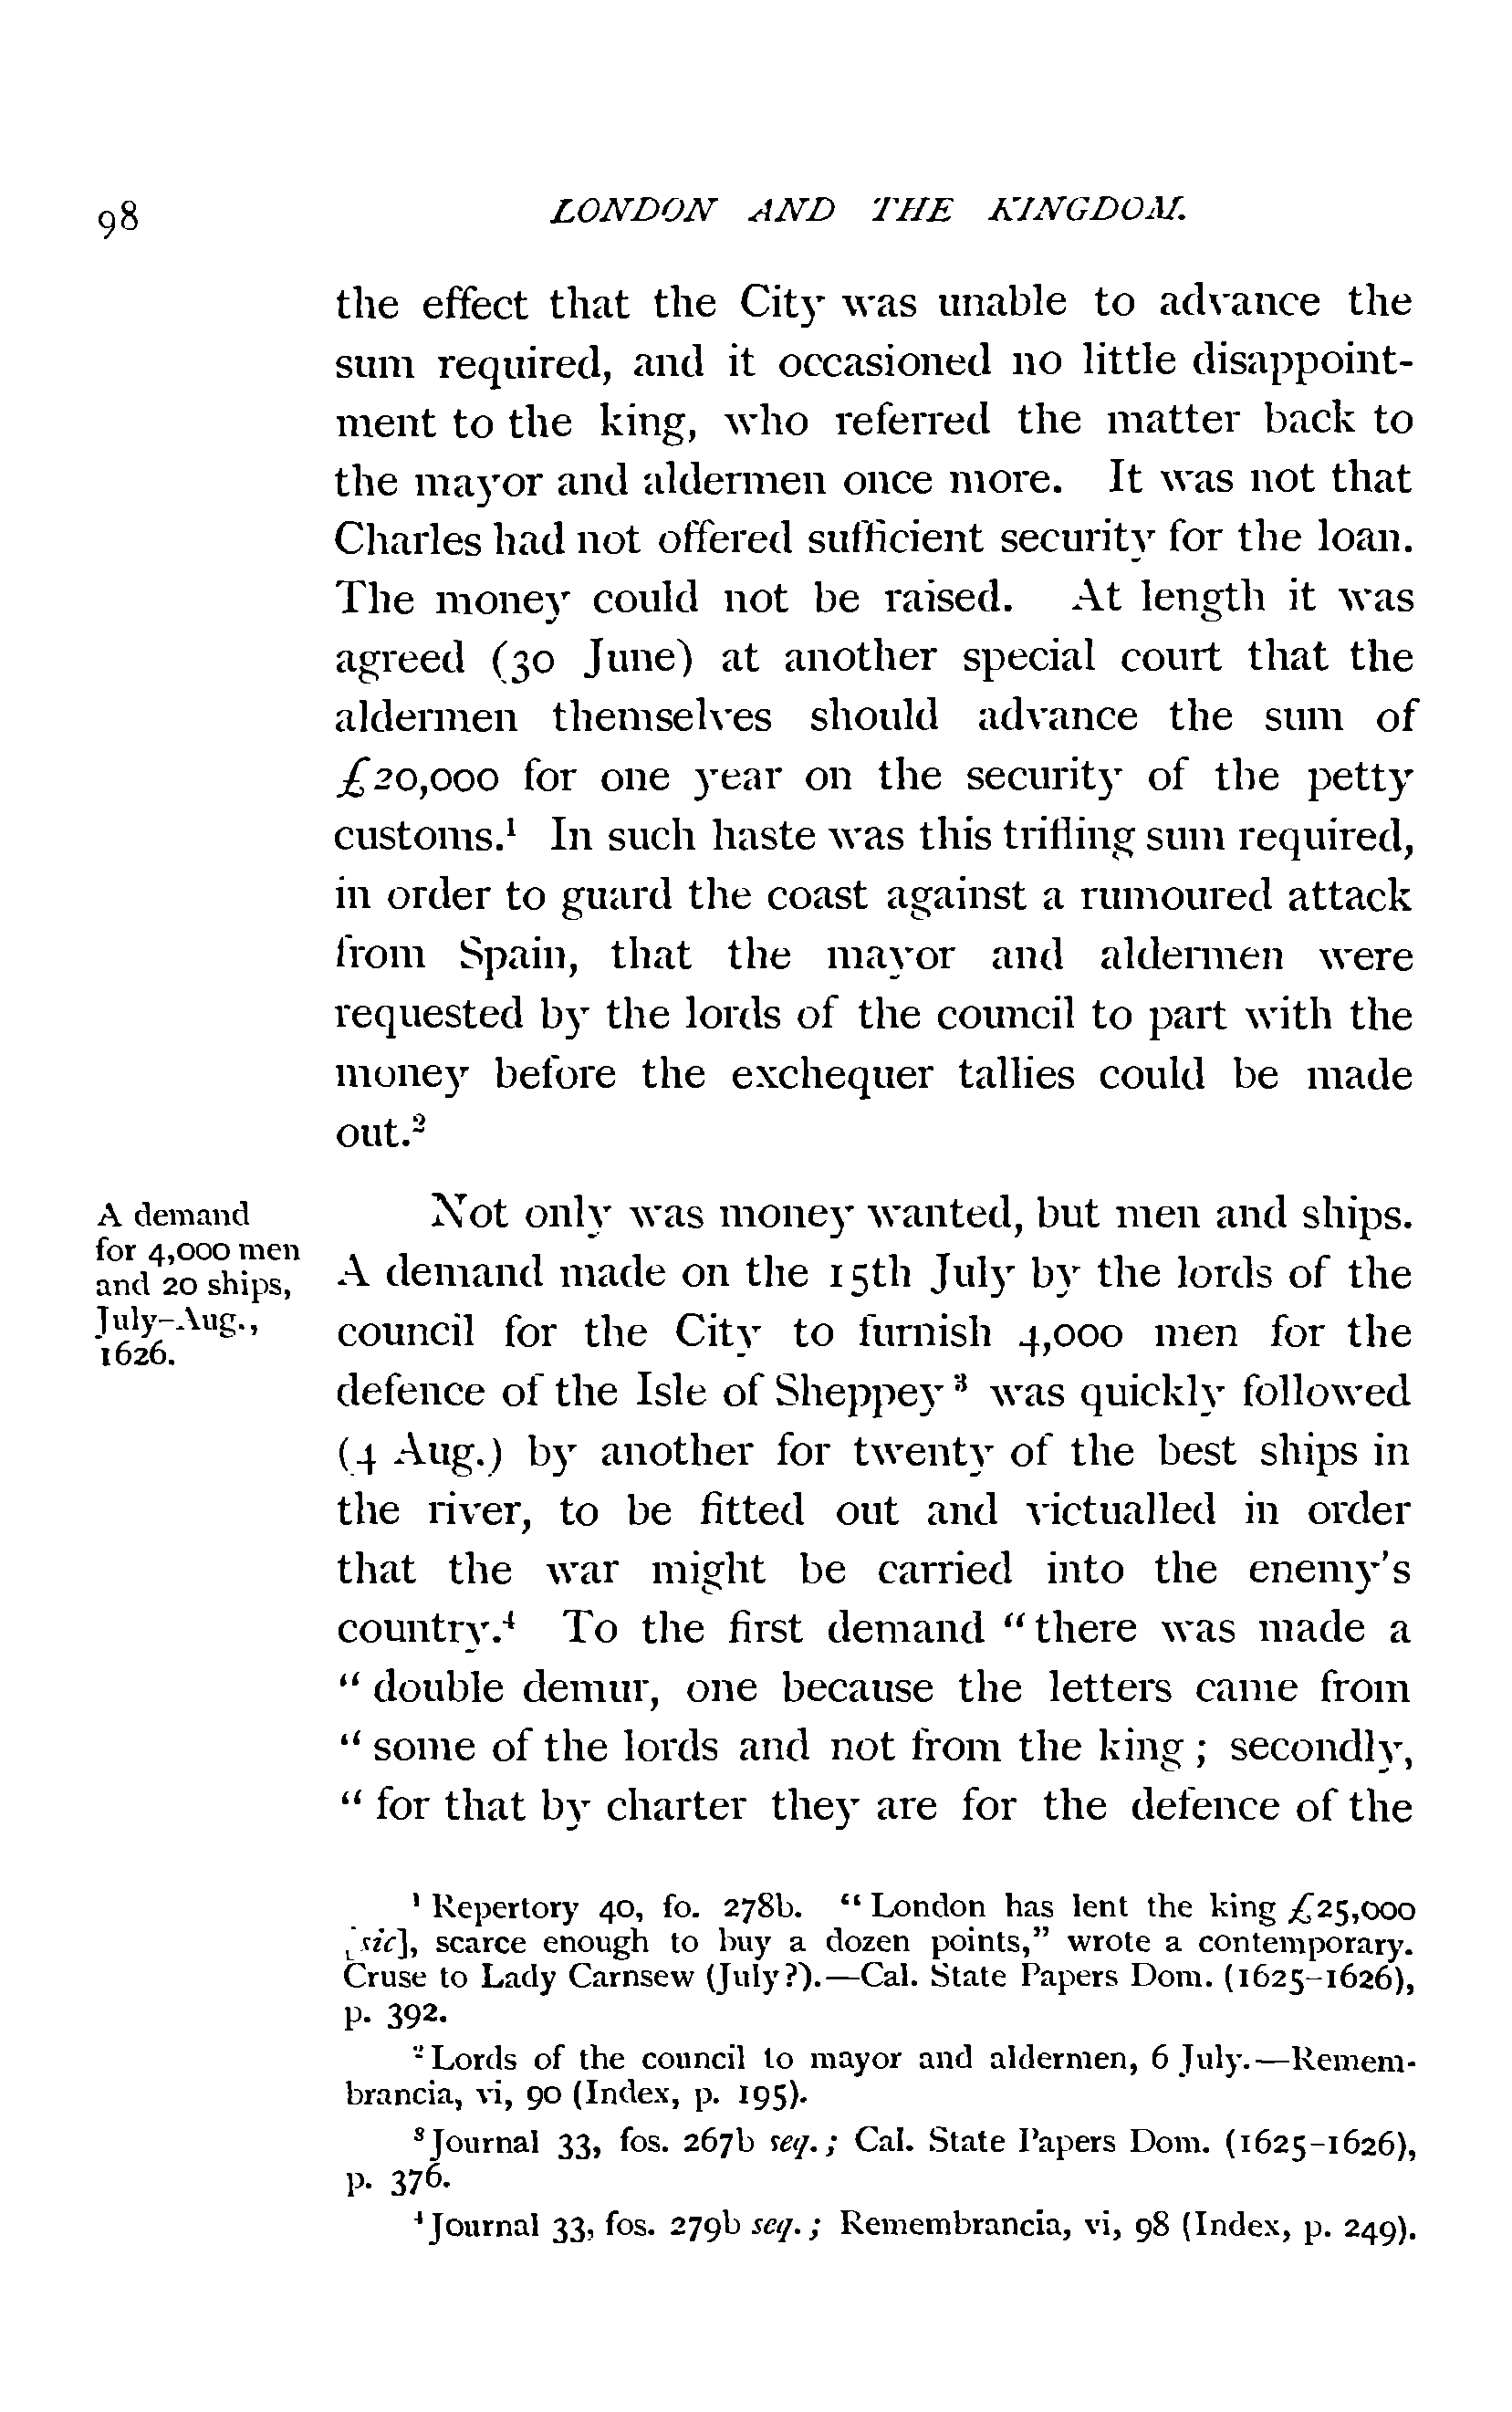 98
LONDON AND THE KINGDOM.
the effect that the City was unable to advance the
sum required, and it occasioned no little disappoint-
ment to the king, who referred the matter back to
the mayor and aldermen once more. It was not that
Charles had not offered sufficient security for the loan.
The money could not be raised. At length it was
agreed (30 June) at another special court that the
aldermen themselves should advance the sum of
£20,000 for one year on the security of the petty
customs.¹ In such haste was this trifling sum required,
in order to guard the coast against a rumoured attack
from Spain, that the mayor and aldermen were
requested by the lords of the council to part with the
money before the exchequer tallies could be made
out.²
A demand
for 4,000 men
and 20 ships,
July-Aug.,
1626.
Not only was money wanted, but men and ships.
A demand made on the 15th July by the lords of the
council for the City to furnish 4,000 men for the
defence of the Isle of Sheppey³ was quickly followed
(4 Aug.) by another for twenty of the best ships in
the river, to be fitted out and victualled in order
that the war might be carried into the enemy's
country.⁴ To the first demand "there was made a
"double demur, one because the letters came from
"some of the lords and not from the king; secondly,
"for that by charter they are for the defence of the
¹ Repertory 40, fo. 278b. "London has lent the king £25,000
[sic], scarce enough to buy a dozen points," wrote a contemporary.
Cruse to Lady Carnsew (July?).—Cal. State Papers Dom. (1625-1626),
p. 392.
² Lords of the council to mayor and aldermen, 6 July.—Remem-
brancia, vi, 90 (Index, p. 195).
³ Journal 33, fos. 267b seq.; Cal. State Papers Dom. (1625-1626),
p. 376.
⁴ Journal 33, fos. 279b seq.; Remembrancia, vi, 98 (Index, p. 249).